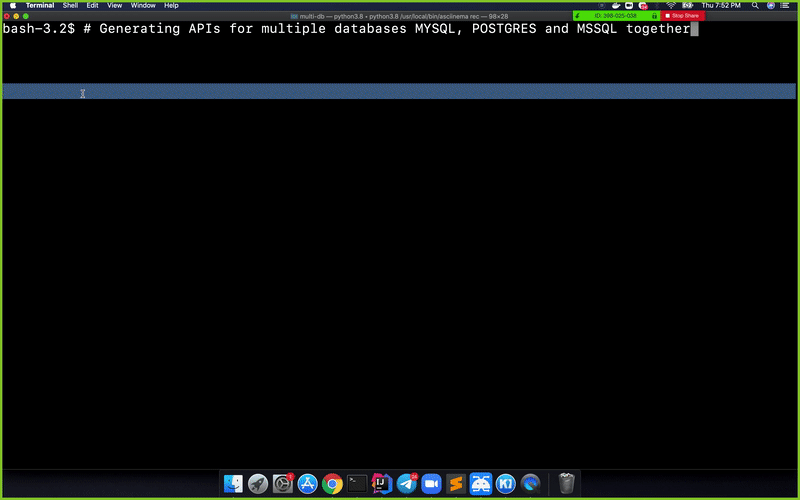 Terminal Shell Edit View Window Help
Thu 7:52 PM
multi-db — python3.8 • python3.8 /usr/local/bin/asciinema rec — 98×28
ID: 398-025-038
Stop Share
bash-3.2$ # Generating APIs for multiple databases MYSQL, POSTGRES and MSSQL together